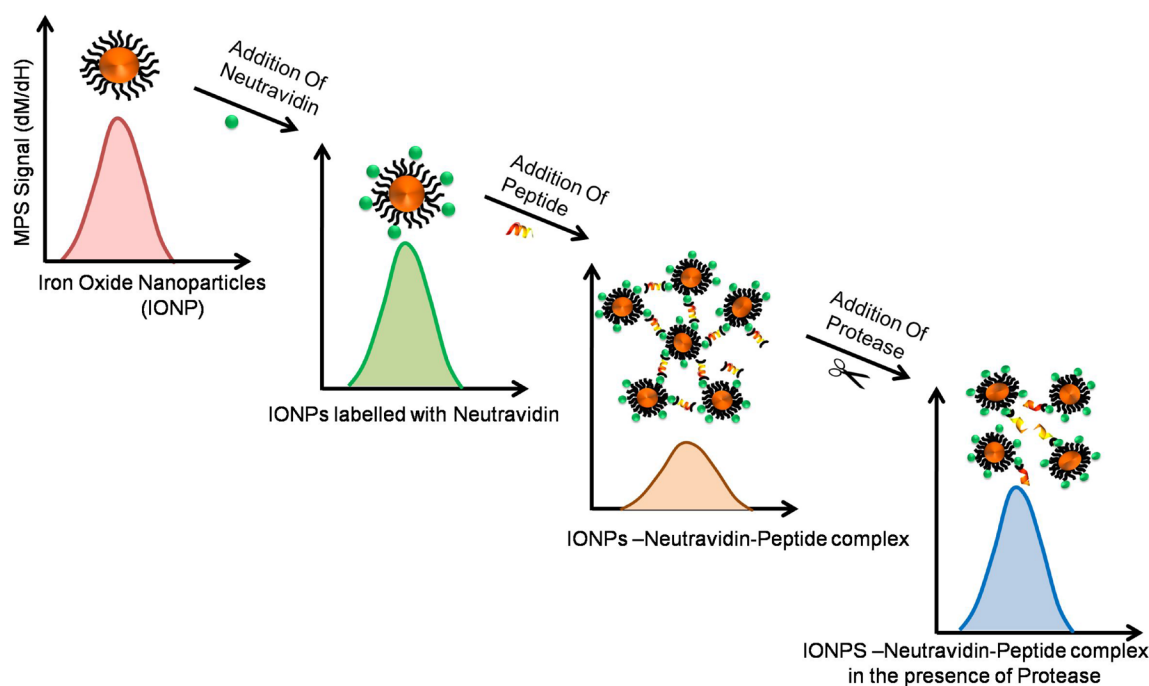 MPS Signal (dM/dH)
Iron Oxide Nanoparticles
(IONP)
Addition Of
Neutravidin
IONPs labelled with Neutravidin
Addition Of
Peptide
IONPs –Neutravidin-Peptide complex
Addition Of
Protease
IONPS –Neutravidin-Peptide complex
in the presence of Protease